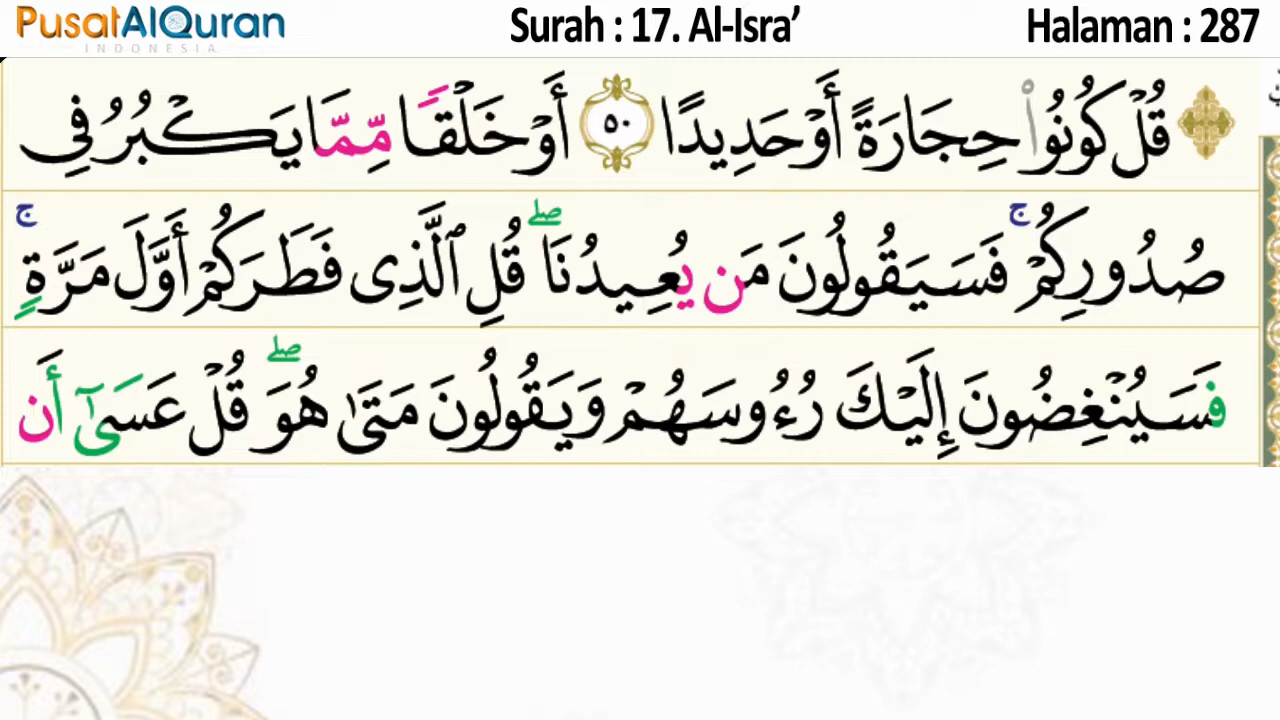 PusatAlQuran
INDONESIA
Surah : 17. Al-Isra’
Halaman : 287
قُلْ كُونُوا۟ حِجَارَةً أَوْ حَدِيدًا ٥٠ أَوْ خَلْقًا مِّمَّا يَكْبُرُ فِى
صُدُورِكُمْ ۚ فَسَيَقُولُونَ مَن يُعِيدُنَا ۖ قُلِ ٱلَّذِى فَطَرَكُمْ أَوَّلَ مَرَّةٍ ۚ
فَسَيُنْغِضُونَ إِلَيْكَ رُءُوسَهُمْ وَيَقُولُونَ مَتَىٰ هُوَ ۖ قُلْ عَسَىٰٓ أَن